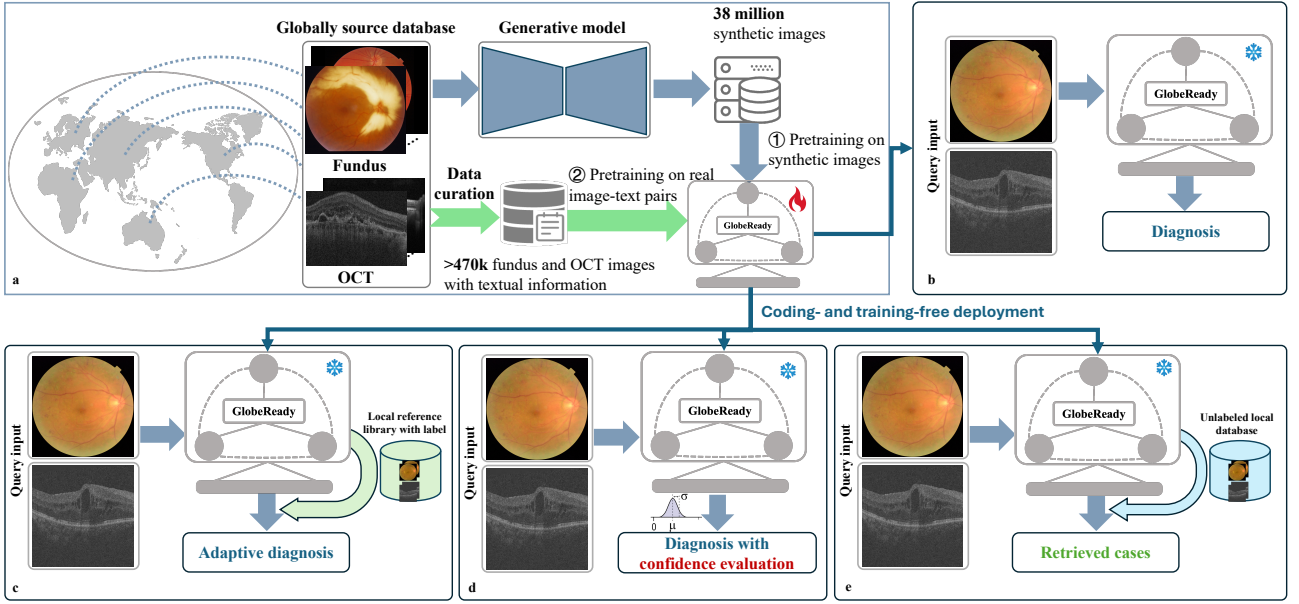 Globally source database
Generative model
38 million
synthetic images
Fundus
OCT
Data
curation
① Pretraining on
synthetic images
② Pretraining on real
image-text pairs
GlobeReady
>470k fundus and OCT images
with textual information
a
Query input
GlobeReady
Diagnosis
b
Coding- and training-free deployment
Query input
GlobeReady
Local reference
library with label
Adaptive diagnosis
c
Query input
GlobeReady
σ
0
μ
Diagnosis with
confidence evaluation
d
Query input
GlobeReady
Unlabeled local
database
Retrieved cases
e